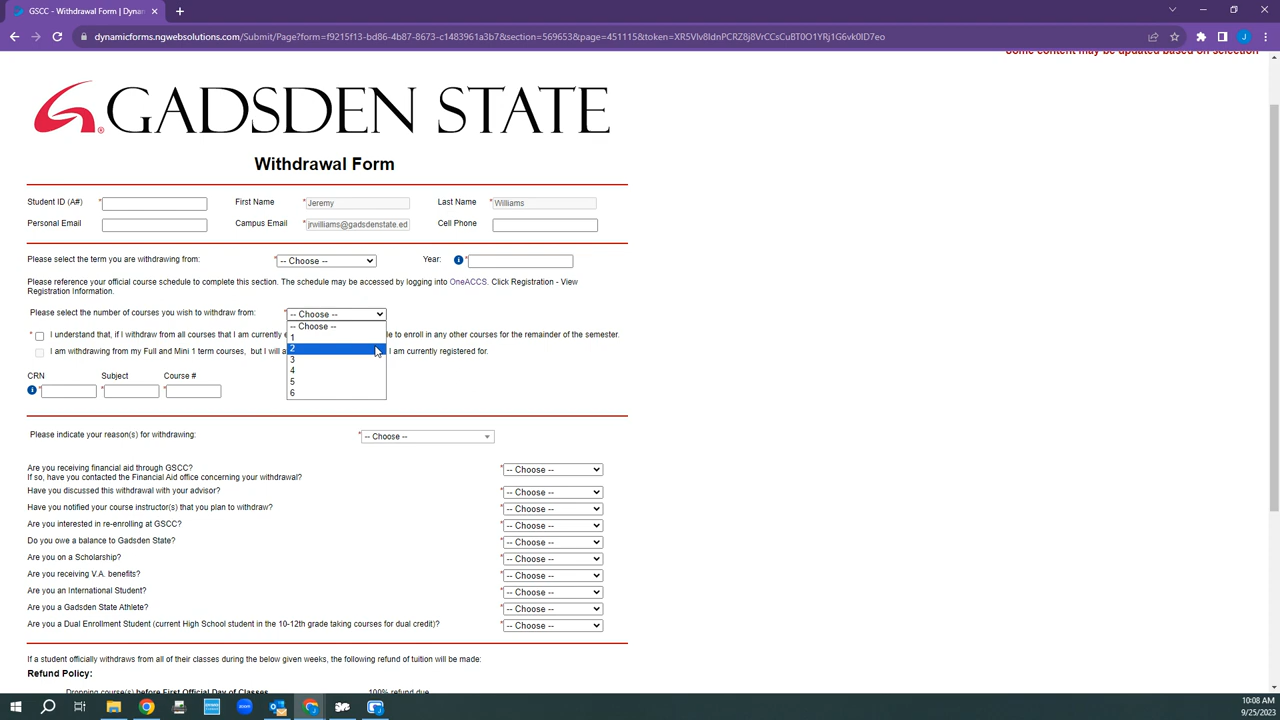 GSCC - Withdrawal Form | Dynam
dynamicforms.ngwebsolutions.com/Submit/Page?form=f9215f13-bd86-4b87-8673-c1483961a3b7&section=569653&page=451115&token=XR5VIv8IdnPCRZ8j8VrCCsCuBT0O1YRj1G6vk0ID7eo
Some content may be updated based on selection
GADSDEN STATE
Withdrawal Form
Student ID (A#) * First Name * Jeremy Last Name * Williams
Personal Email Campus Email * jrwilliams@gadsdenstate.ed Cell Phone
Please select the term you are withdrawing from: * -- Choose -- Year: *
Please reference your official course schedule to complete this section. The schedule may be accessed by logging into OneACCS. Click Registration - View
Registration Information.
Please select the number of courses you wish to withdraw from: * -- Choose --
-- Choose --
1
2
3
4
5
6
* I understand that, if I withdraw from all courses that I am currently e le to enroll in any other courses for the remainder of the semester.
I am withdrawing from my Full and Mini 1 term courses, but I will a I am currently registered for.
CRN Subject Course #
Please indicate your reason(s) for withdrawing: * -- Choose --
Are you receiving financial aid through GSCC? * -- Choose --
If so, have you contacted the Financial Aid office concerning your withdrawal?
Have you discussed this withdrawal with your advisor? * -- Choose --
Have you notified your course instructor(s) that you plan to withdraw? * -- Choose --
Are you interested in re-enrolling at GSCC? * -- Choose --
Do you owe a balance to Gadsden State? * -- Choose --
Are you on a Scholarship? * -- Choose --
Are you receiving V.A. benefits? * -- Choose --
Are you an International Student? * -- Choose --
Are you a Gadsden State Athlete? * -- Choose --
Are you a Dual Enrollment Student (current High School student in the 10-12th grade taking courses for dual credit)? * -- Choose --
If a student officially withdraws from all of their classes during the below given weeks, the following refund of tuition will be made:
Refund Policy:
Dropping course(s) before First Official Day of Classes 100% refund due
10:08 AM
9/25/2023